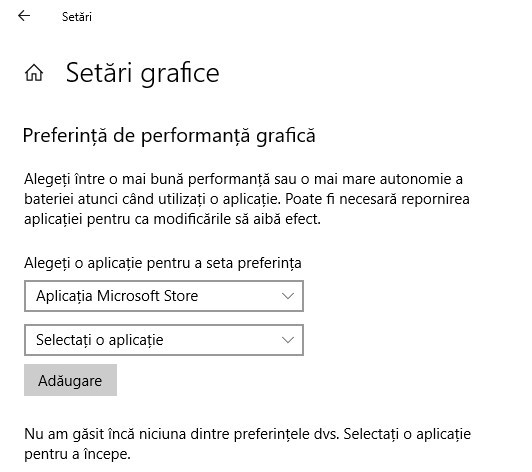 Setări
Setări grafice
Preferință de performanță grafică
Alegeți între o mai bună performanță sau o mai mare autonomie a
bateriei atunci când utilizați o aplicație. Poate fi necesară repornirea
aplicației pentru ca modificările să aibă efect.
Alegeți o aplicație pentru a seta preferința
Aplicația Microsoft Store
Selectați o aplicație
Adăugare
Nu am găsit încă niciuna dintre preferințele dvs. Selectați o aplicație
pentru a începe.